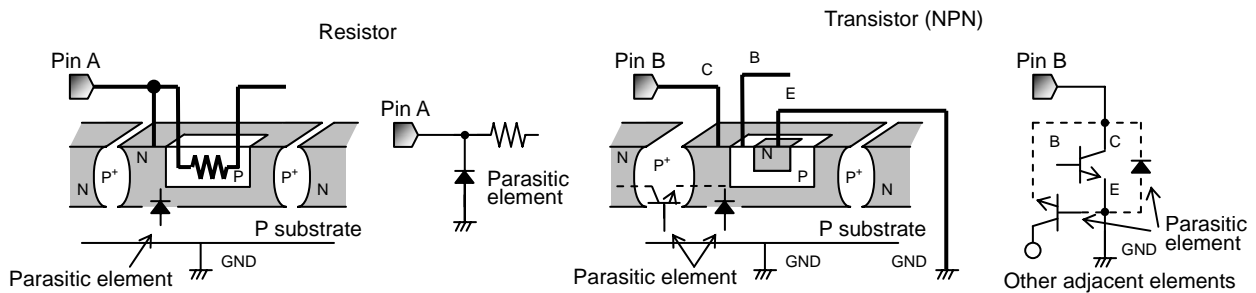 Resistor
Pin A
N
N
P+
P
P+
N
P substrate
Parasitic element
GND
Pin A
Parasitic
element
Transistor (NPN)
Pin B
C
B
E
N
N
P+
N
P
P+
N
P substrate
Parasitic element
GND
GND
Pin B
B
C
E
GND
Parasitic
element
Other adjacent elements